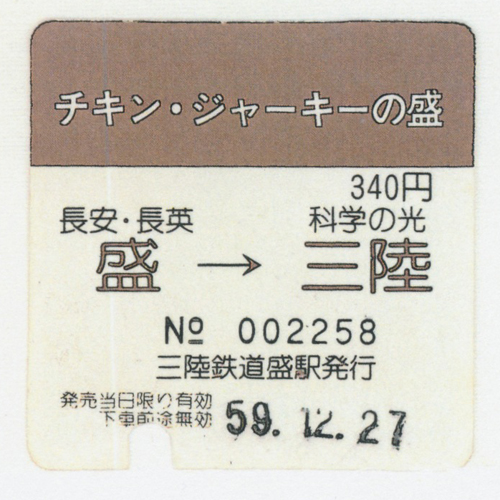 チキン・ジャーキーの盛
340円
長安・長英 科学の光
盛 → 三陸
№ 002258
三陸鉄道盛駅発行
発売当日限り有効
下車前途無効
59.12.27